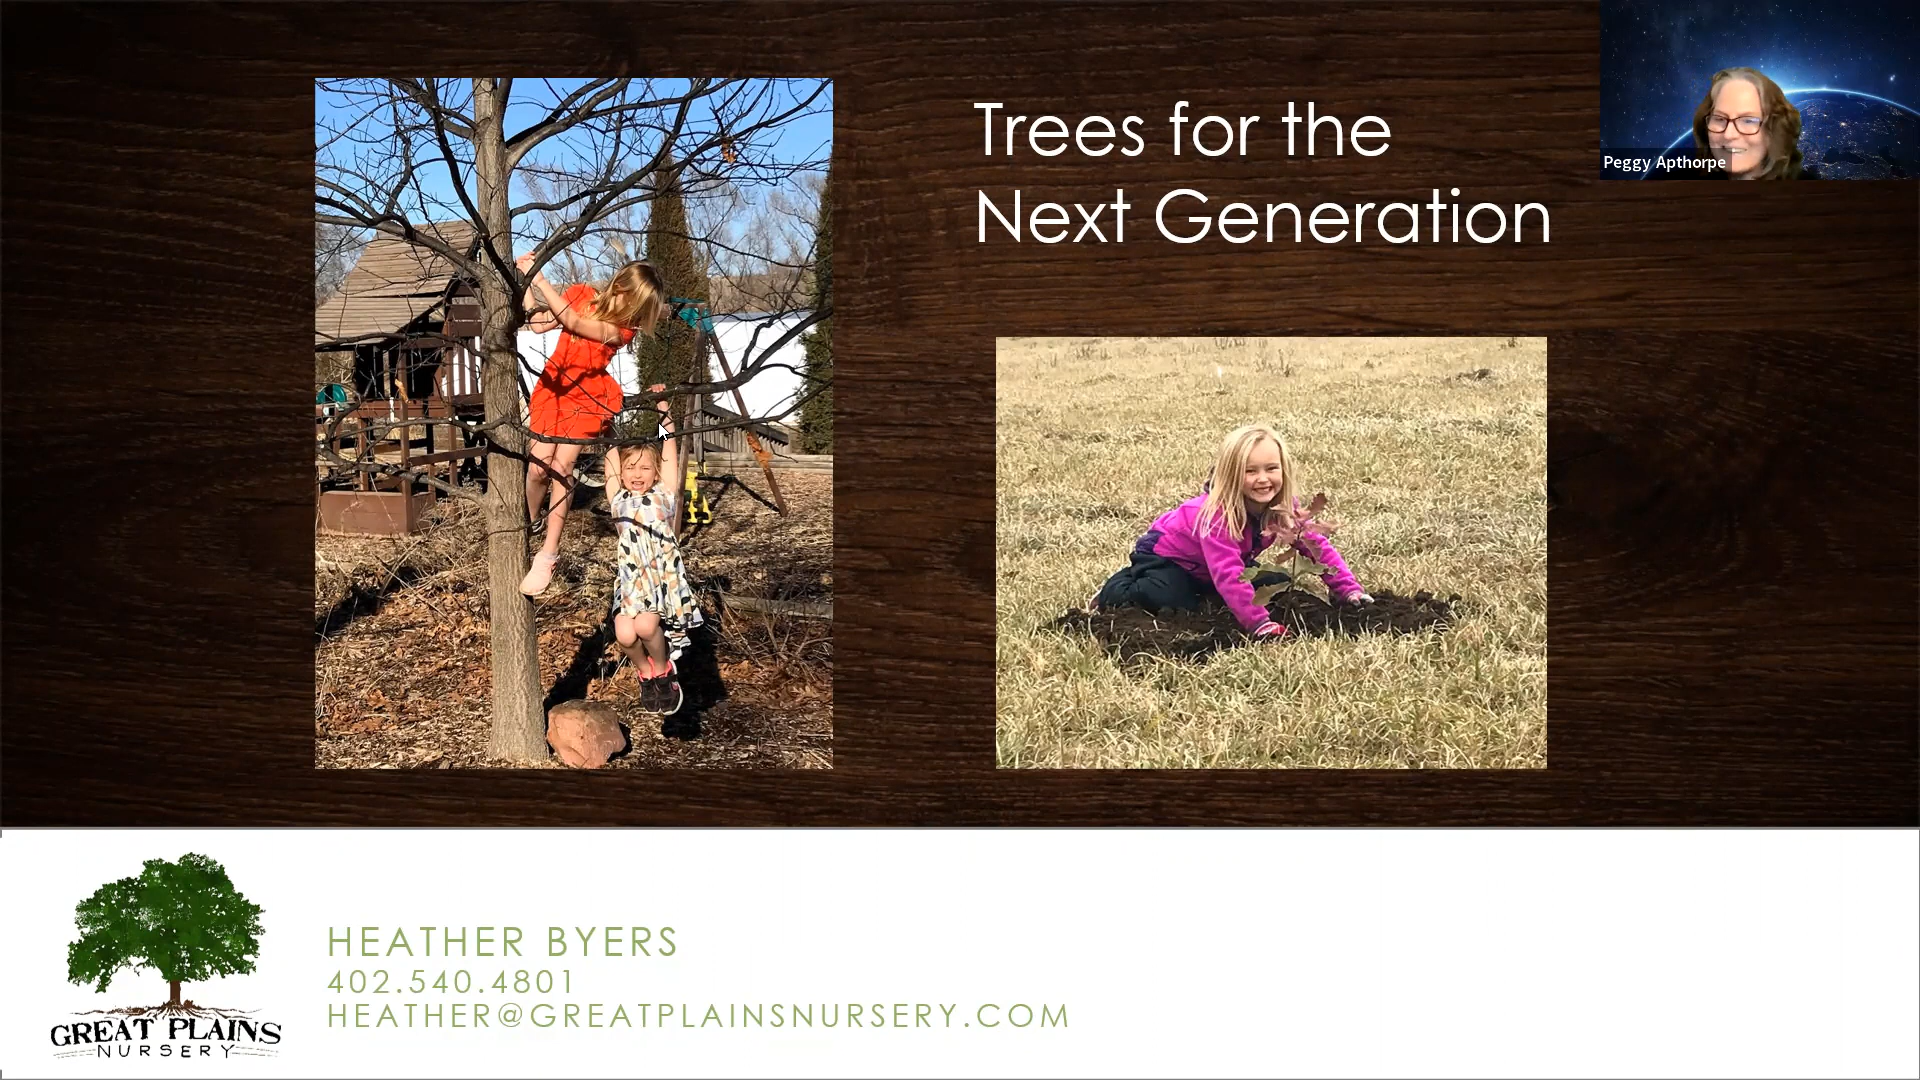 Trees for the
Next Generation
Peggy Apthorpe
GREAT PLAINS
NURSERY
HEATHER BYERS
402.540.4801
HEATHER@GREATPLAINSNURSERY.COM